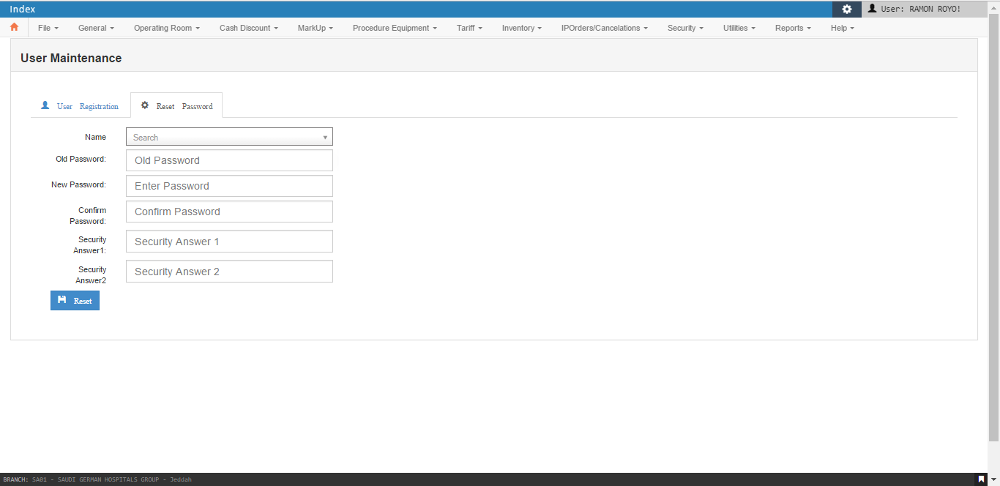 Index
User: RAMON ROYO!
File General Operating Room Cash Discount MarkUp Procedure Equipment Tariff Inventory IPOrders/Cancelations Security Utilities Reports Help
User Maintenance
User Registration Reset Password
Name Search
Old Password: Old Password
New Password: Enter Password
Confirm
Password: Confirm Password
Security
Answer1: Security Answer 1
Security
Answer2 Security Answer 2
Reset
BRANCH: SA01 - SAUDI GERMAN HOSPITALS GROUP - Jeddah